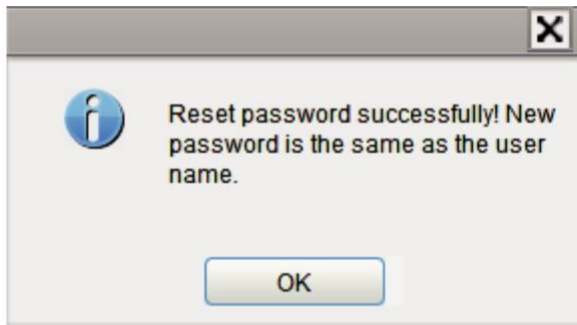 Reset password successfully! New
password is the same as the user
name.
OK